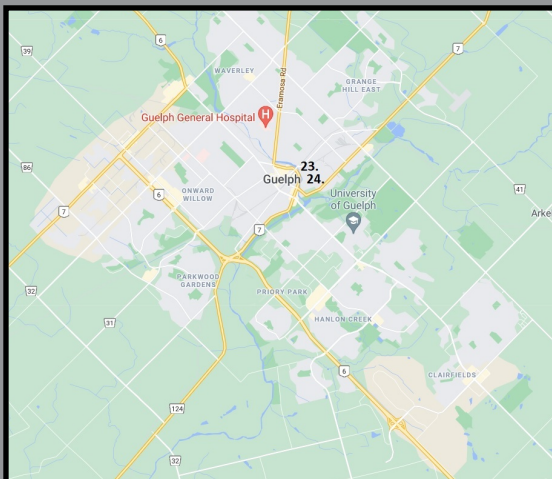 6
7
39
WAVERLEY
Eramosa Rd
GRANGE
HILL EAST
Guelph General Hospital
H
86
23.
Guelph 24.
41
ONWARD
WILLOW
6
University
of Guelph
7
Arke
7
PARKWOOD
GARDENS
PRIORY PARK
32
31
HANLON CREEK
6
CLAIRFIELDS
124
32